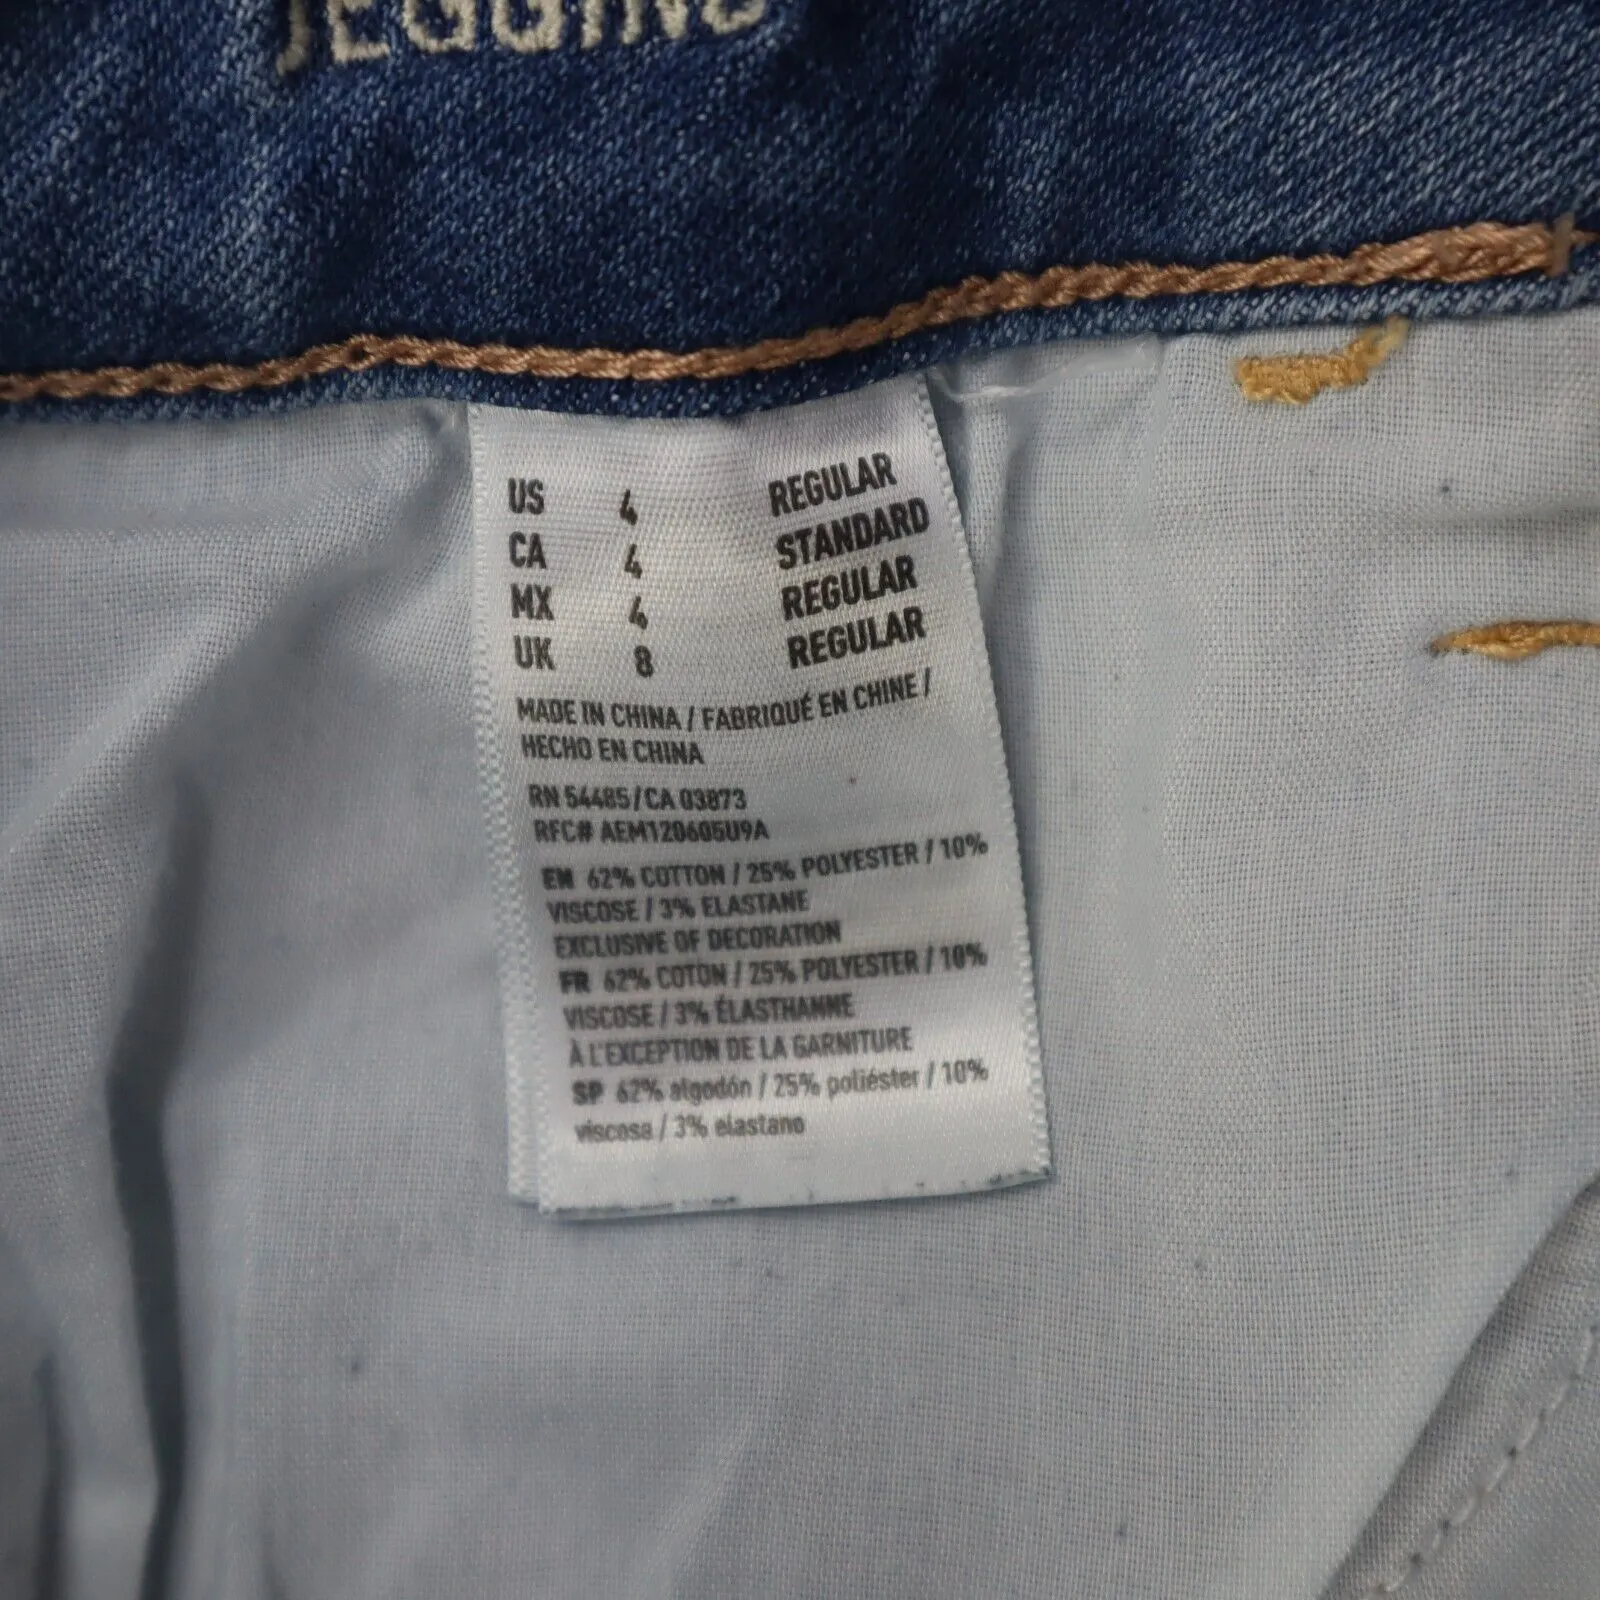 JEGGING
US 4 REGULAR
CA 4 STANDARD
MX 4 REGULAR
UK 8 REGULAR
MADE IN CHINA / FABRIQUÉ EN CHINE /
HECHO EN CHINA
RN 54485/CA 03873
RFC# AEM120605U9A
EN 62% COTTON / 25% POLYESTER / 10%
VISCOSE / 3% ELASTANE
EXCLUSIVE OF DECORATION
FR 62% COTON / 25% POLYESTER / 10%
VISCOSE / 3% ÉLASTHANNE
À L'EXCEPTION DE LA GARNITURE
SP 62% algodón / 25% poliéster / 10%
viscosa / 3% elastano